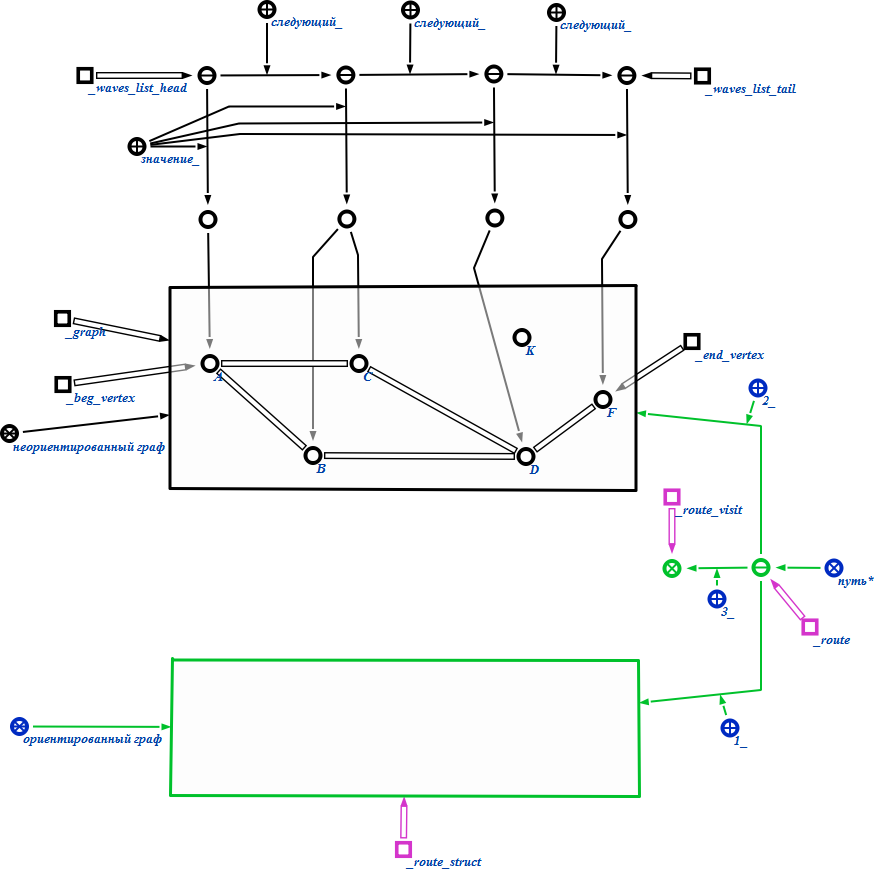 следующий_
следующий_
следующий_
_waves_list_head
_waves_list_tail
значение_
_graph
K
_end_vertex
A
C
_beg_vertex
2_
F
неориентированный граф
B
D
_route_visit
путь*
3_
_route
ориентированный граф
1_
_route_struct